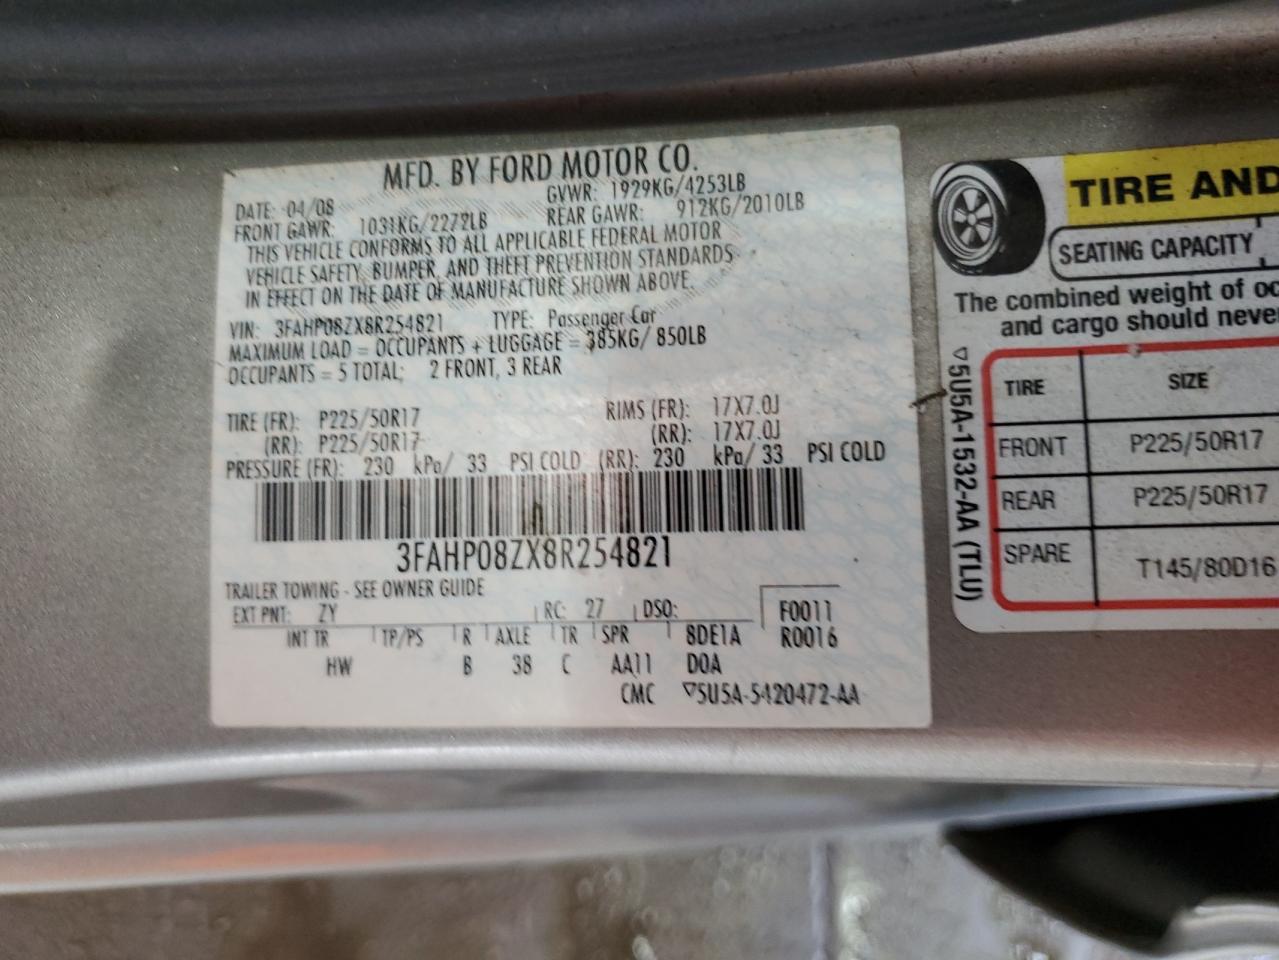 MFD. BY FORD MOTOR CO.
DATE: 04/08 GVWR: 1929KG/4253LB
FRONT GAWR: 1031KG/2272LB REAR GAWR: 912KG/2010LB
THIS VEHICLE CONFORMS TO ALL APPLICABLE FEDERAL MOTOR
VEHICLE SAFETY, BUMPER, AND THEFT PREVENTION STANDARDS
IN EFFECT ON THE DATE OF MANUFACTURE SHOWN ABOVE.
VIN: 3FAHP08ZX8R254821 TYPE: Passenger Car
MAXIMUM LOAD = OCCUPANTS + LUGGAGE = 385KG/ 850LB
OCCUPANTS = 5 TOTAL; 2 FRONT, 3 REAR
TIRE (FR): P225/50R17 RIMS (FR): 17X7.0J
(RR): P225/50R17 (RR): 17X7.0J
PRESSURE (FR): 230 kPa/ 33 PSI COLD (RR): 230 kPa/ 33 PSI COLD
3FAHP08ZX8R254821
TRAILER TOWING - SEE OWNER GUIDE
EXT PNT: ZY RC: 27 DSO: F0011
INT TR TP/PS R AXLE TR SPR 8DE1A R0016
HW B 38 C AA11 DOA
CMC ▽5U5A-5420472-AA
TIRE AND
SEATING CAPACITY
The combined weight of oc
and cargo should neve
▽5U5A-1532-AA (TLU)
TIRE SIZE
FRONT P225/50R17
REAR P225/50R17
SPARE T145/80D16